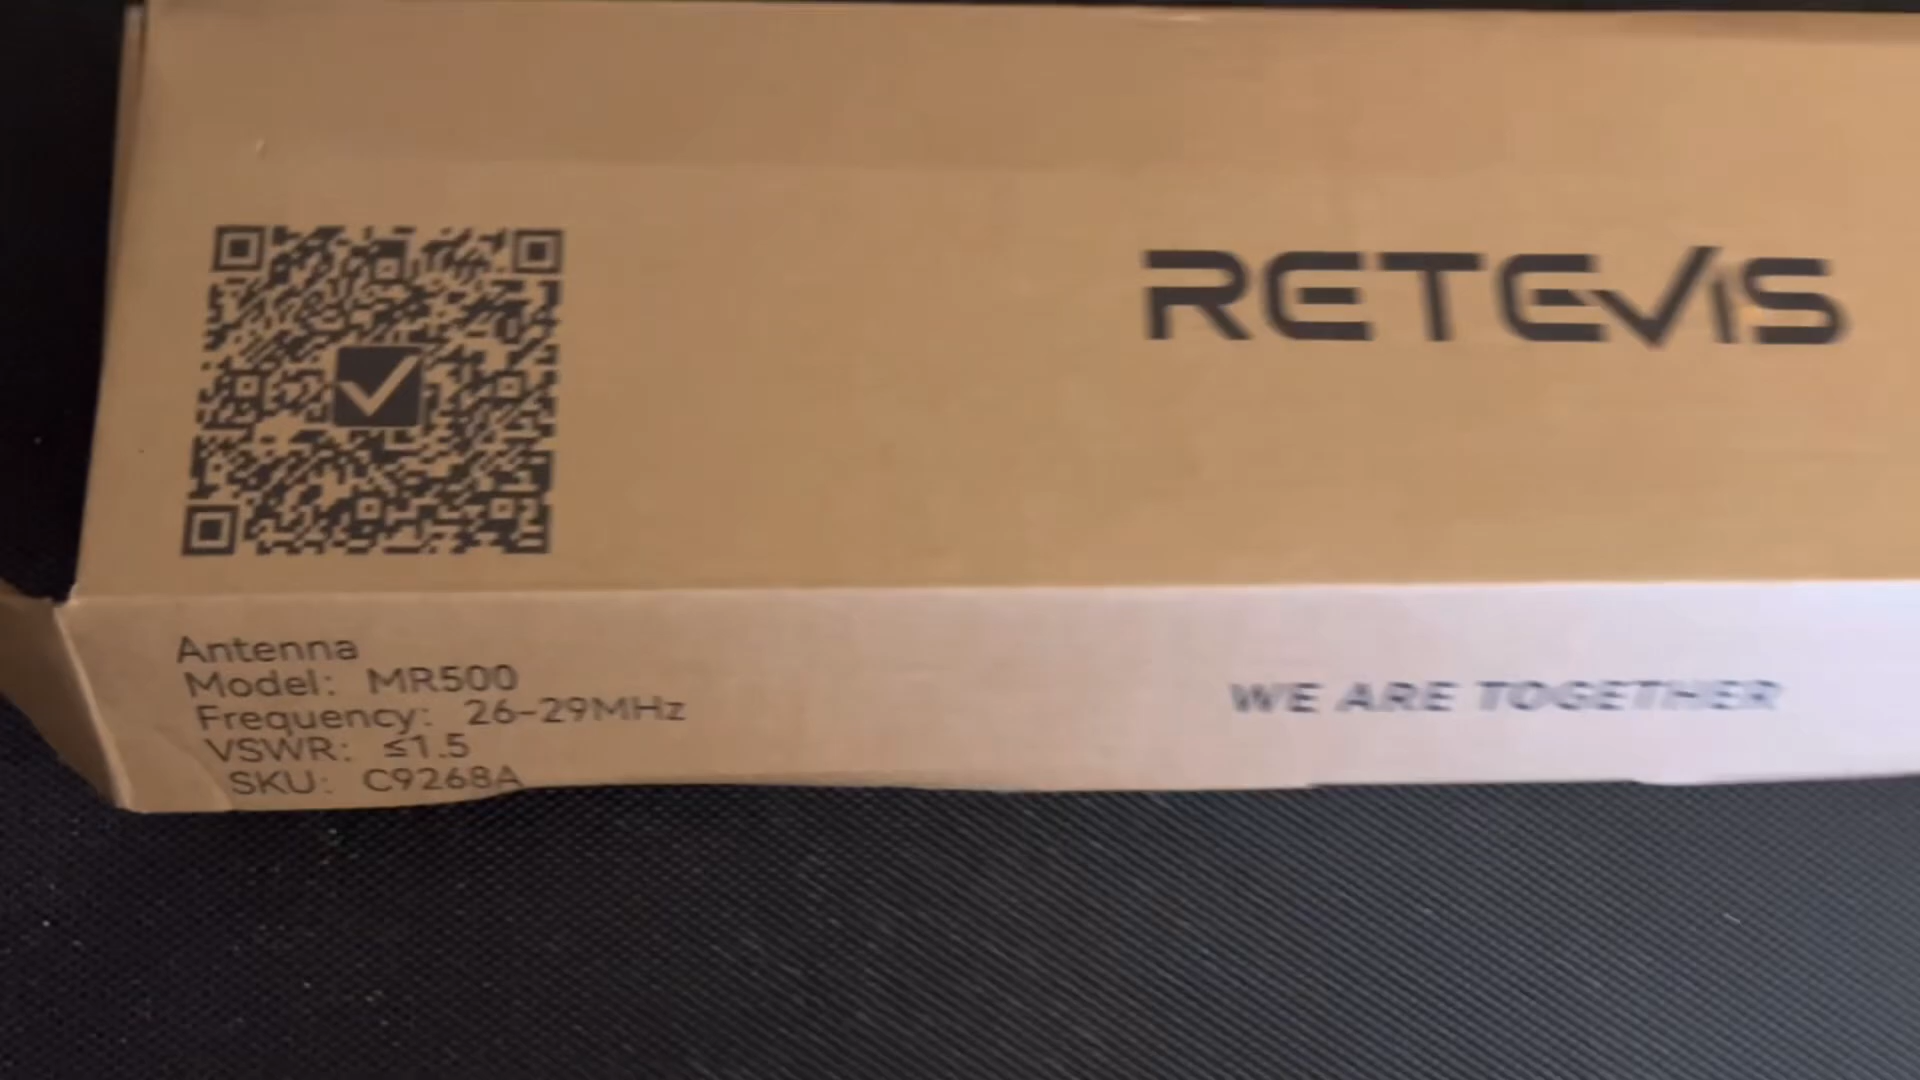 RETEVIS
Antenna
Model: MR500
Frequency: 26-29MHz
VSWR: ≤1.5
SKU: C9268A
WE ARE TOGETHER